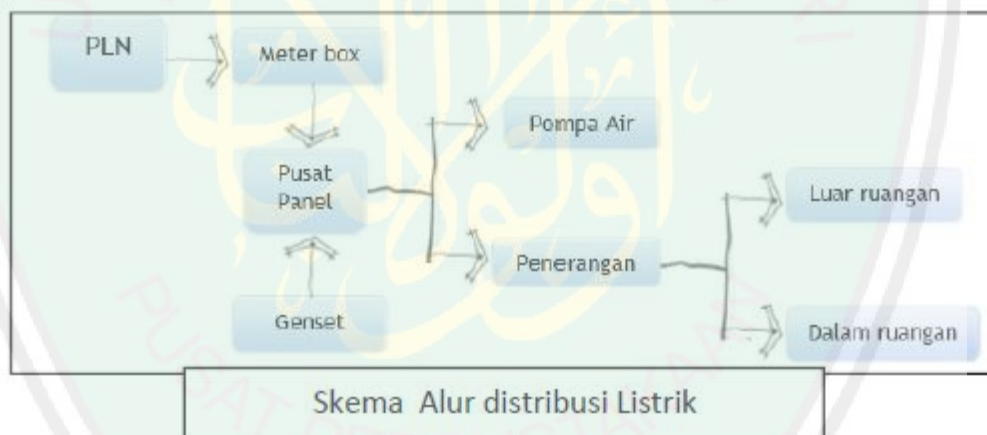 PLN
Meter box
Pompa Air
Pusat
Panel
Luar ruangan
Penerangan
Genset
Dalam ruangan
Skema Alur distribusi Listrik